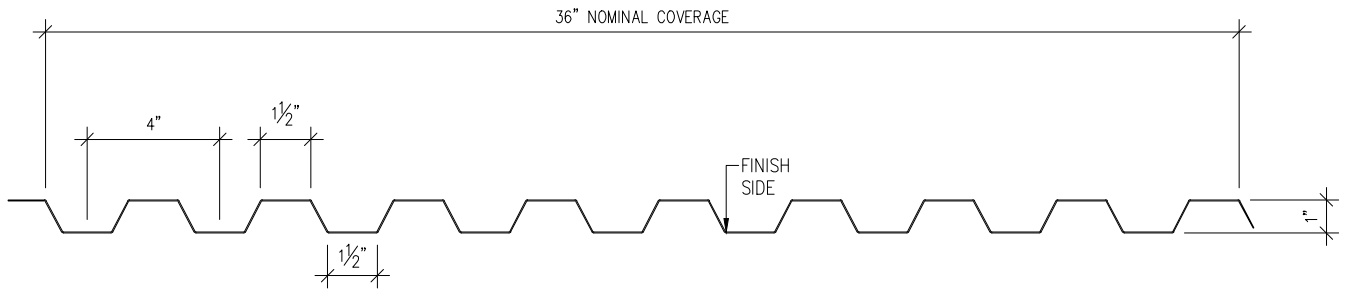 36" NOMINAL COVERAGE
4"
1½"
FINISH
SIDE
1"
1½"